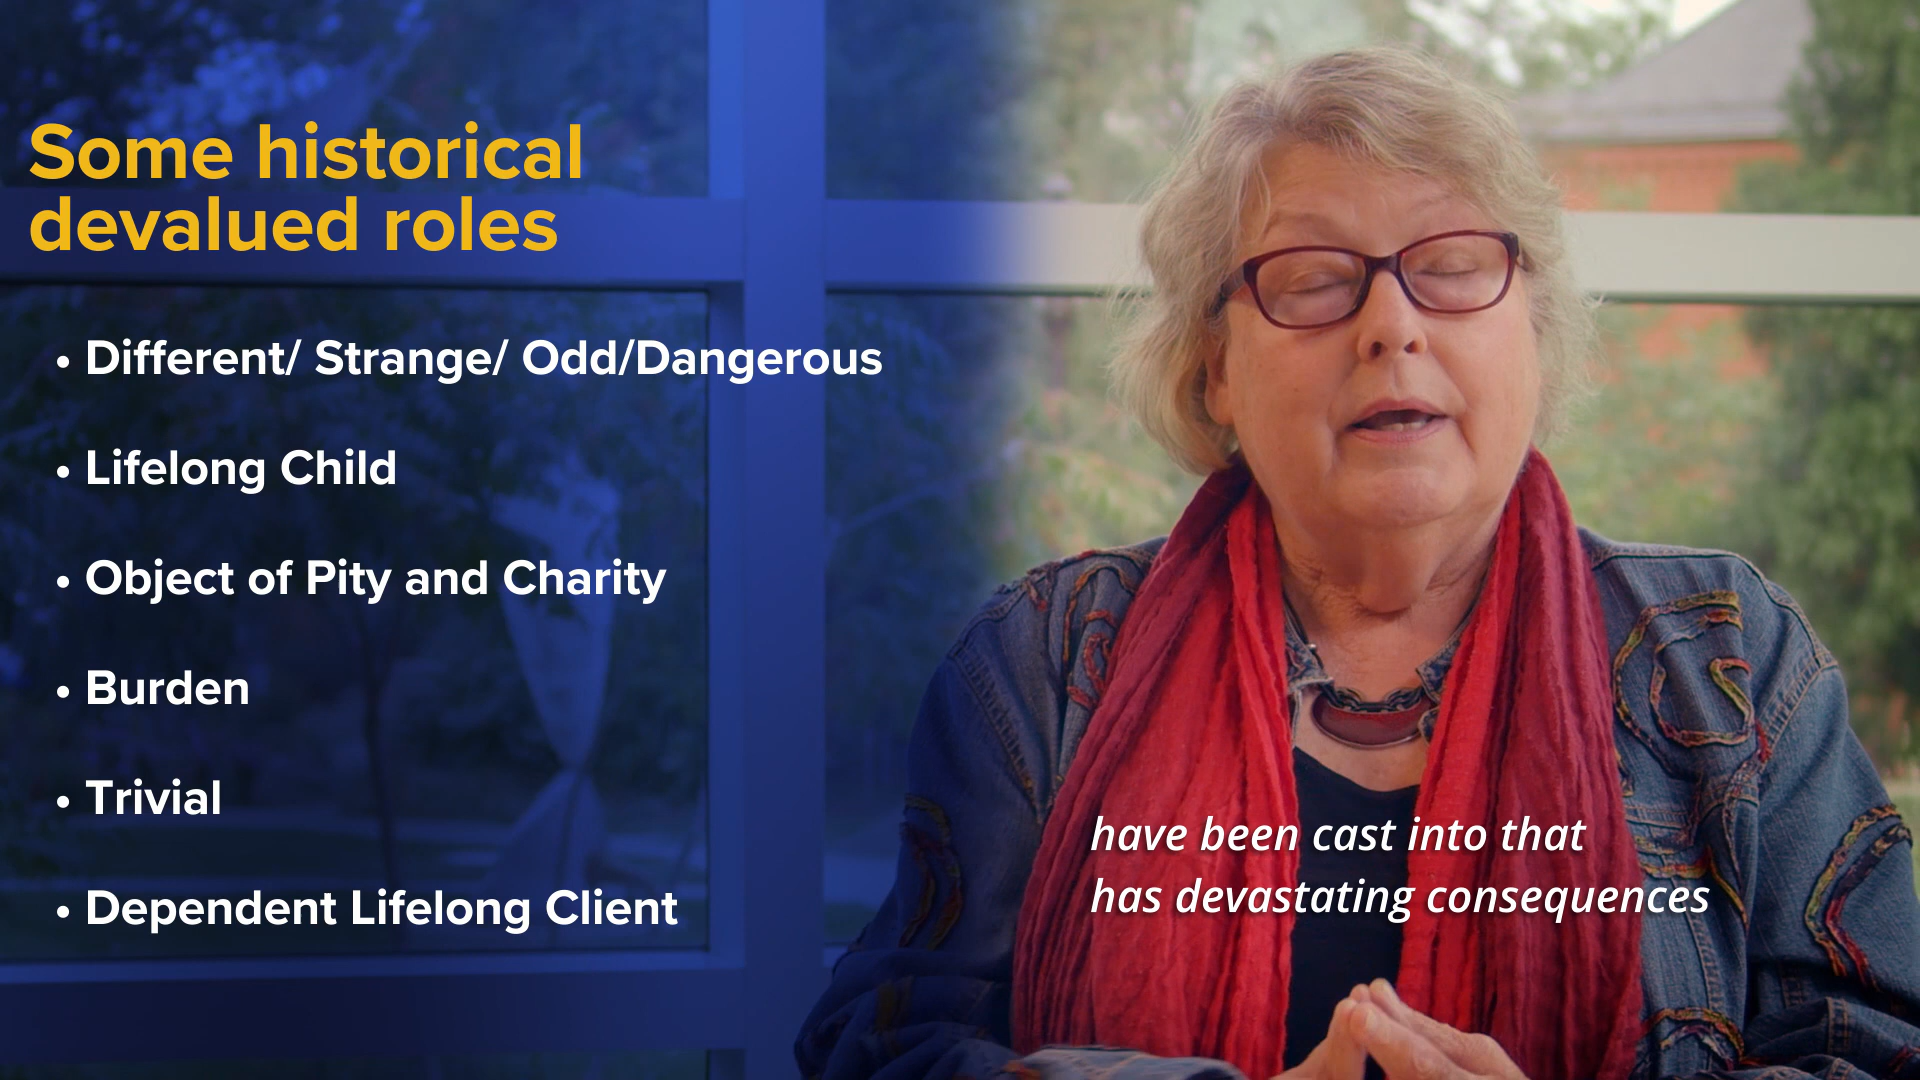 Some historical
devalued roles
• Different/ Strange/ Odd/Dangerous
• Lifelong Child
• Object of Pity and Charity
• Burden
• Trivial
• Dependent Lifelong Client
have been cast into that
has devastating consequences